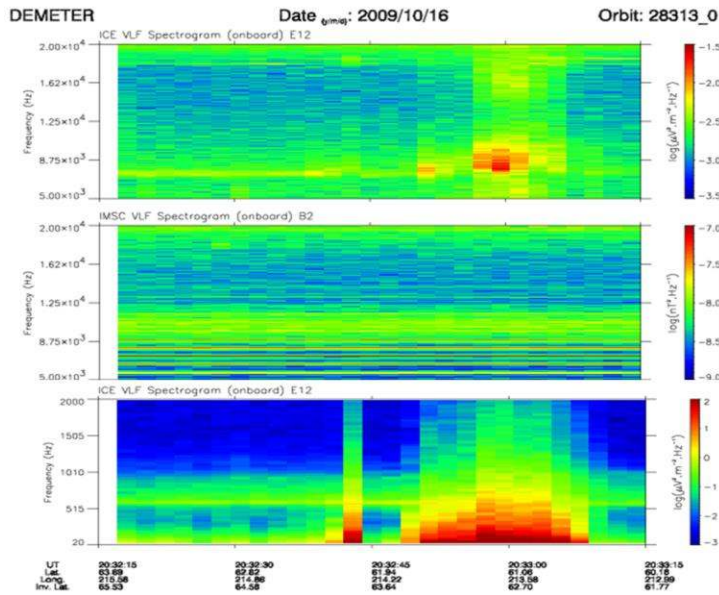 DEMETER Date (y/m/d): 2009/10/16 Orbit: 28313_0
ICE VLF Spectrogram (onboard) E12
2.00×10⁴
1.62×10⁴
1.25×10⁴
8.75×10³
5.00×10³
Frequency (Hz)
-1.5
-2.0
-2.5
-3.0
-3.5
log(μV².m⁻².Hz⁻¹)
IMSC VLF Spectrogram (onboard) B2
2.00×10⁴
1.62×10⁴
1.25×10⁴
8.75×10³
5.00×10³
Frequency (Hz)
-7.0
-7.5
-8.0
-8.5
-9.0
log(nT².Hz⁻¹)
ICE VLF Spectrogram (onboard) E12
2000
1505
1010
515
20
Frequency (Hz)
2
1
0
-1
-2
-3
log(μV².m⁻².Hz⁻¹)
UT 20:32:15 20:32:30 20:32:45 20:33:00 20:33:15
Lat. 63.69 62.82 61.94 61.06 60.18
Long. 215.58 214.86 214.22 213.58 212.99
Inv. Lat. 65.53 64.58 63.64 62.70 61.77